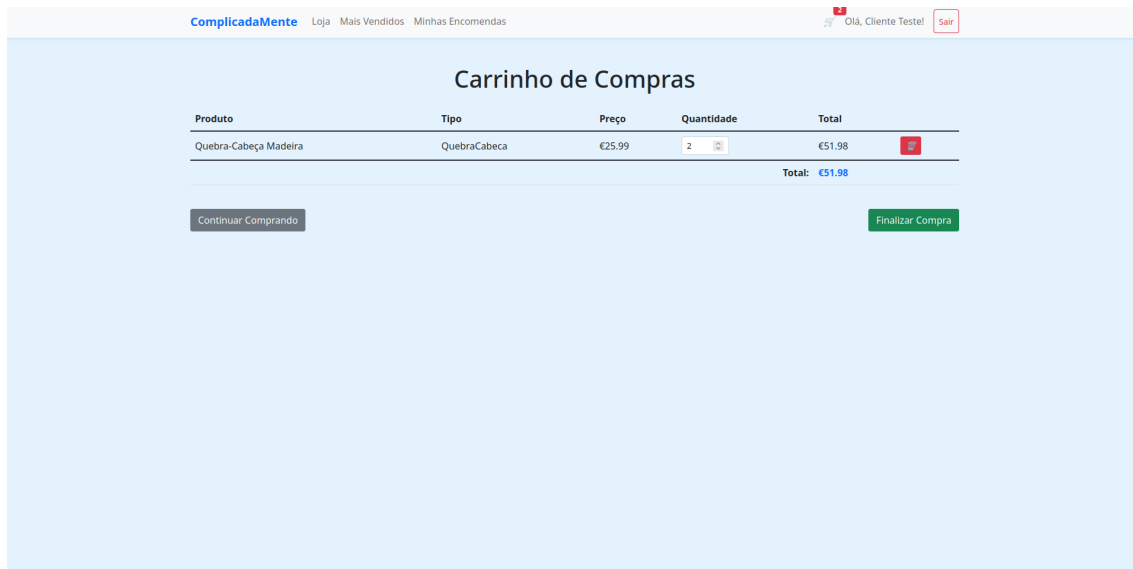 ComplicadaMente Loja Mais Vendidos Minhas Encomendas 2 Olá, Cliente Teste! Sair
Carrinho de Compras
Produto Tipo Preço Quantidade Total
Quebra-Cabeça Madeira QuebraCabeca €25.99 2 €51.98
Total: €51.98
Continuar Comprando Finalizar Compra